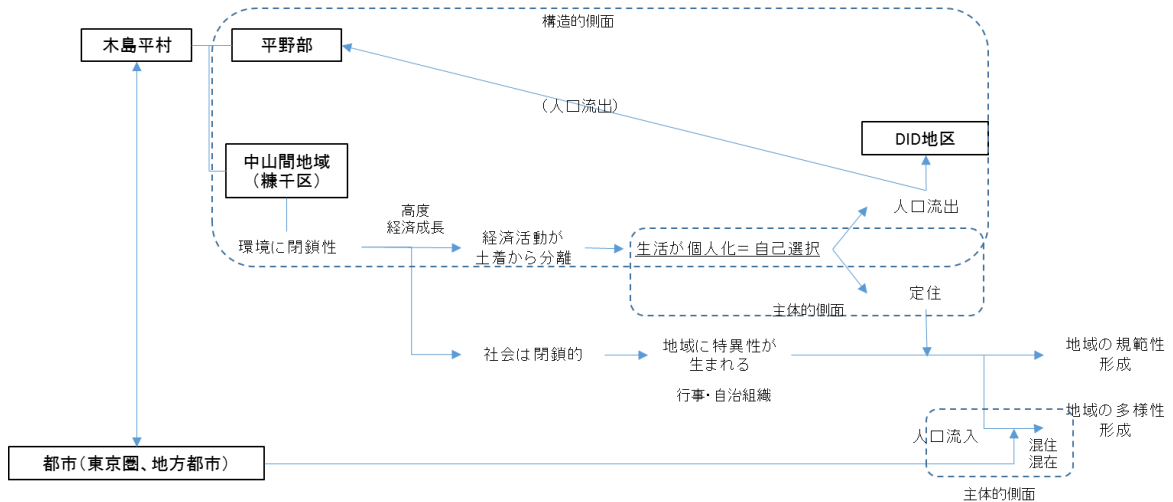 構造的側面
木島平村
平野部
(人口流出)
DID地区
中山間地域
(糠千区)
人口流出
高度
経済成長
環境に閉鎖性
経済活動が
土着から分離
生活が個人化=自己選択
定住
主体的側面
社会は閉鎖的
地域に特異性が
生まれる
地域の規範性
形成
行事・自治組織
地域の多様性
形成
人口流入
混住
混在
都市(東京圏、地方都市)
主体的側面